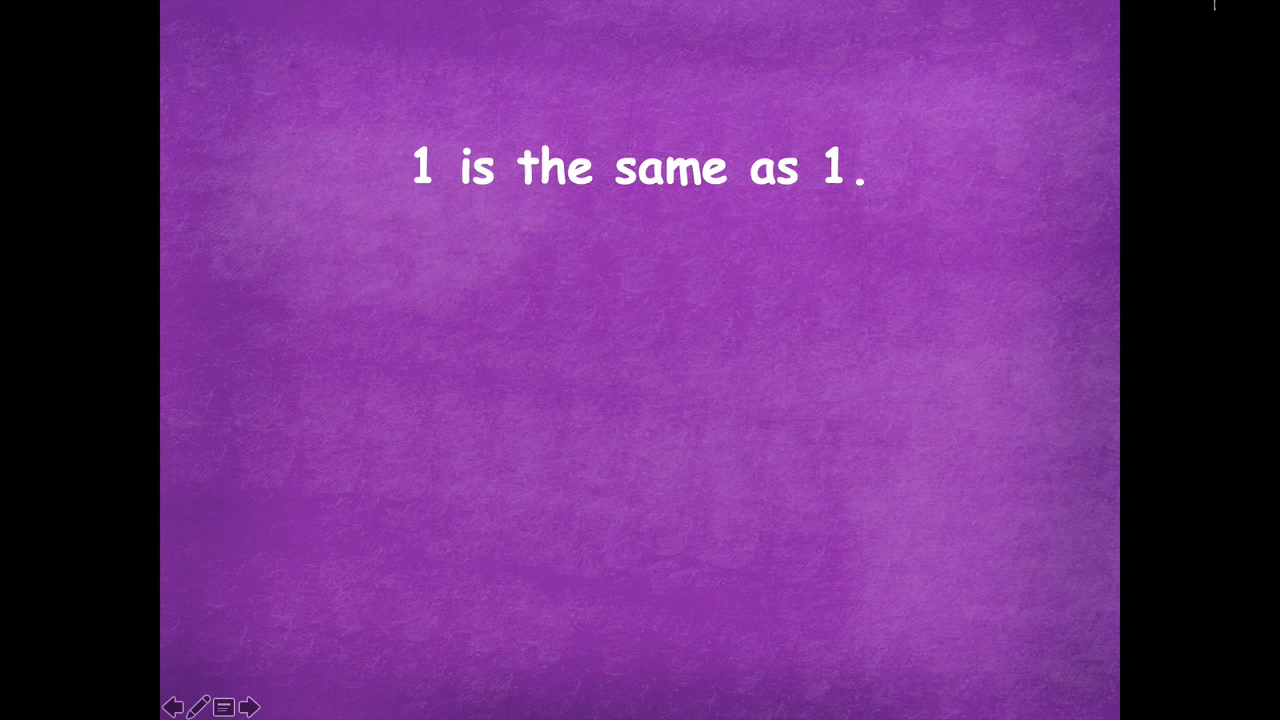 1 is the same as 1.